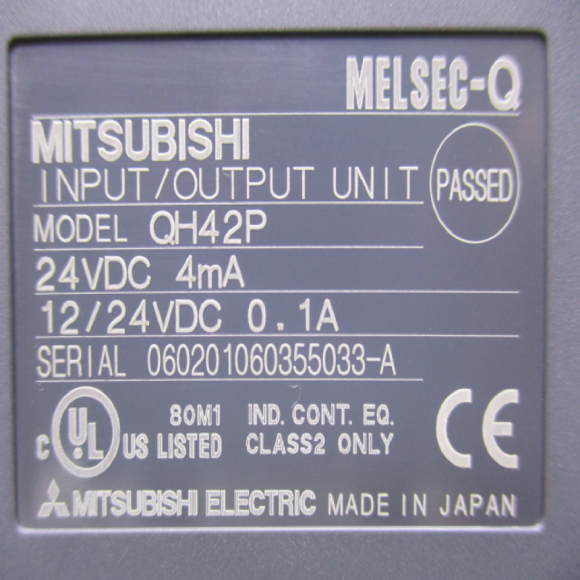 MELSEC-Q
MITSUBISHI
INPUT/OUTPUT UNIT
PASSED
MODEL QH42P
24VDC 4mA
12/24VDC 0.1A
SERIAL 060201060355033-A
C UL US LISTED
80M1 IND. CONT. EQ.
CLASS2 ONLY
CE
MITSUBISHI ELECTRIC MADE IN JAPAN